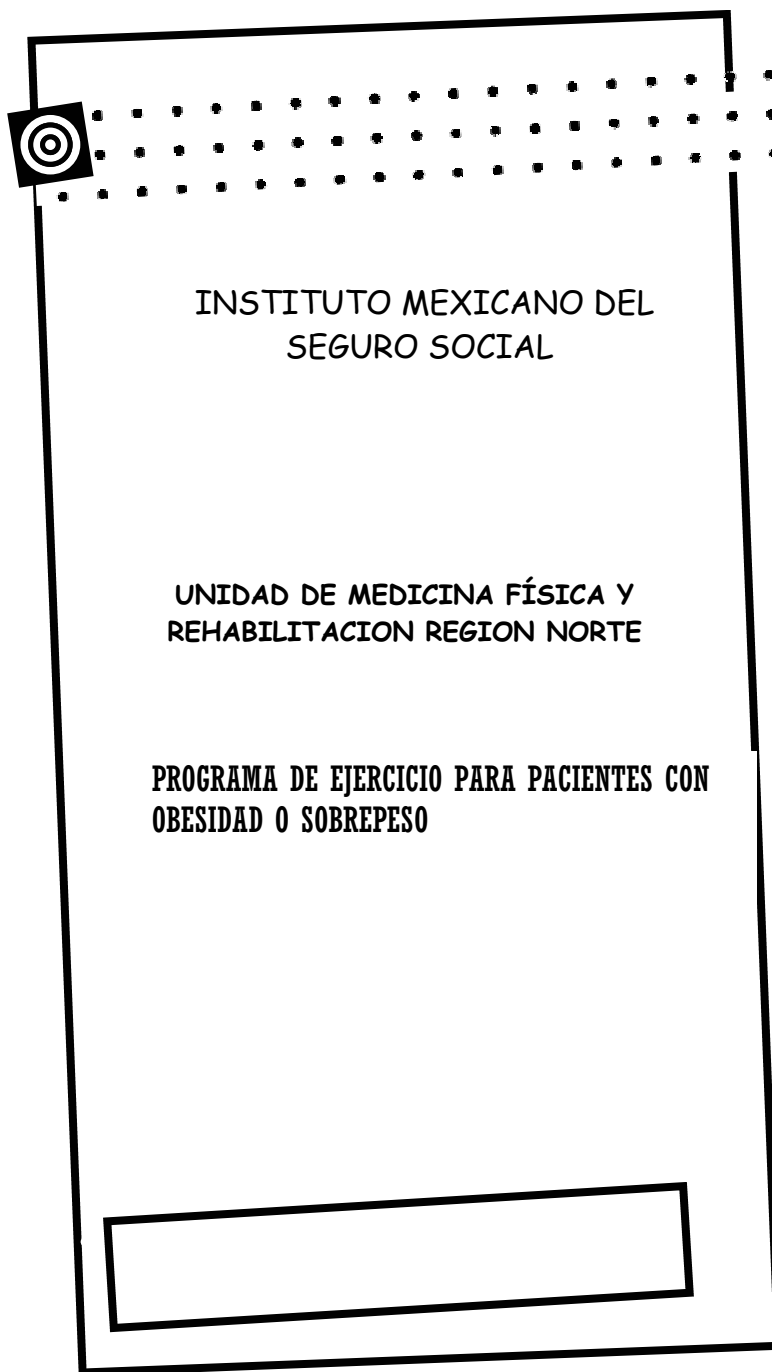 INSTITUTO MEXICANO DEL
SEGURO SOCIAL
UNIDAD DE MEDICINA FÍSICA Y
REHABILITACION REGION NORTE
PROGRAMA DE EJERCICIO PARA PACIENTES CON
OBESIDAD O SOBREPESO